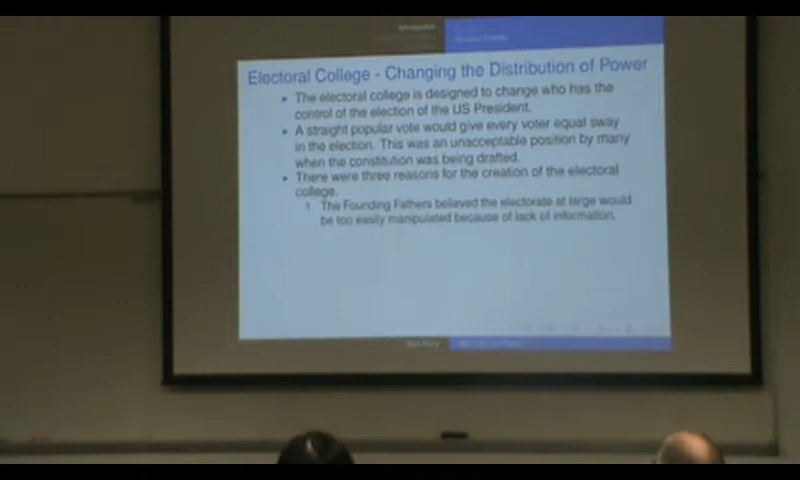 Introduction
Electoral College - Changing the Distribution of Power
The electoral college is designed to change who has the
control of the election of the US President.
A straight popular vote would give every voter equal sway
in the election. This was an unacceptable position by many
when the constitution was being drafted.
There were three reasons for the creation of the electoral
college.
1 The Founding Fathers believed the electorate at large would
be too easily manipulated because of lack of information.